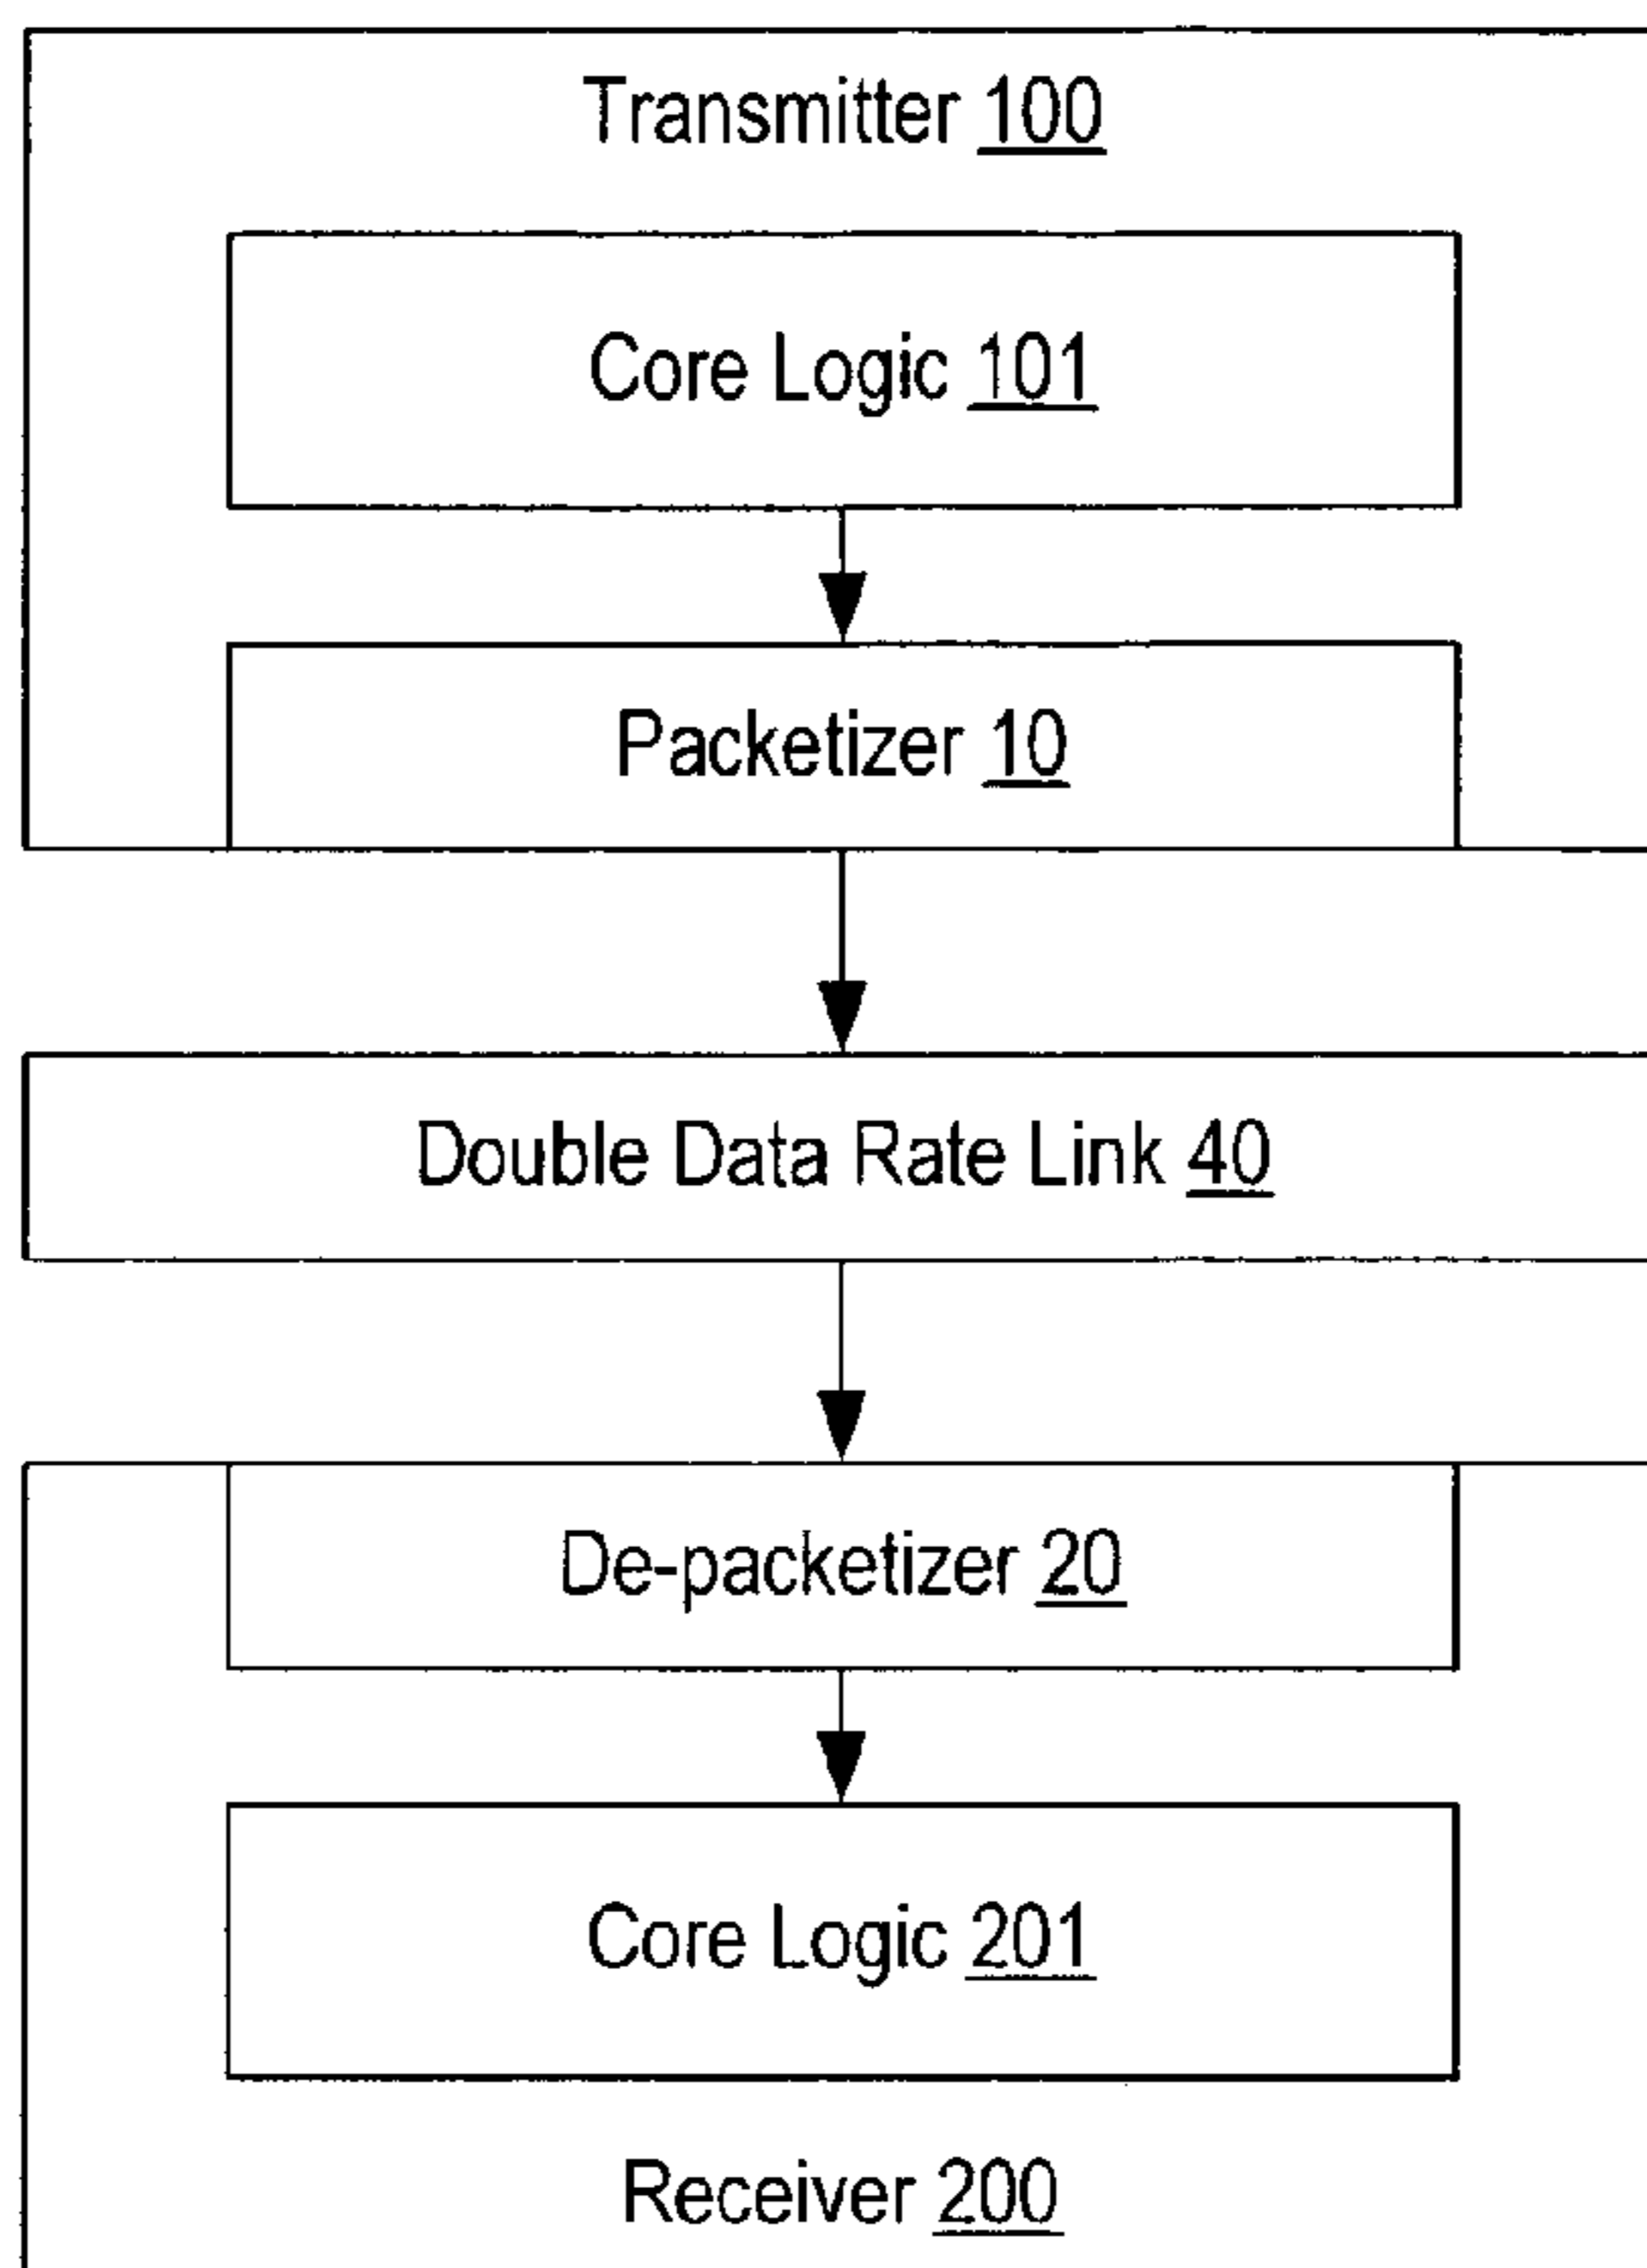 Transmitter 100
Core Logic 101
Packetizer 10
Double Data Rate Link 40
De-packetizer 20
Core Logic 201
Receiver 200